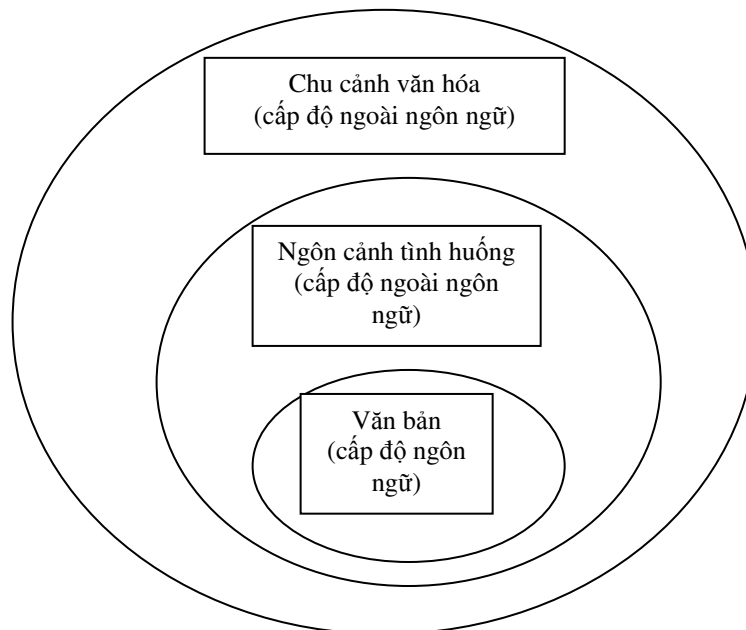 Chu cảnh văn hóa
(cấp độ ngoài ngôn ngữ)
Ngôn cảnh tình huống
(cấp độ ngoài ngôn
ngữ)
Văn bản
(cấp độ ngôn
ngữ)